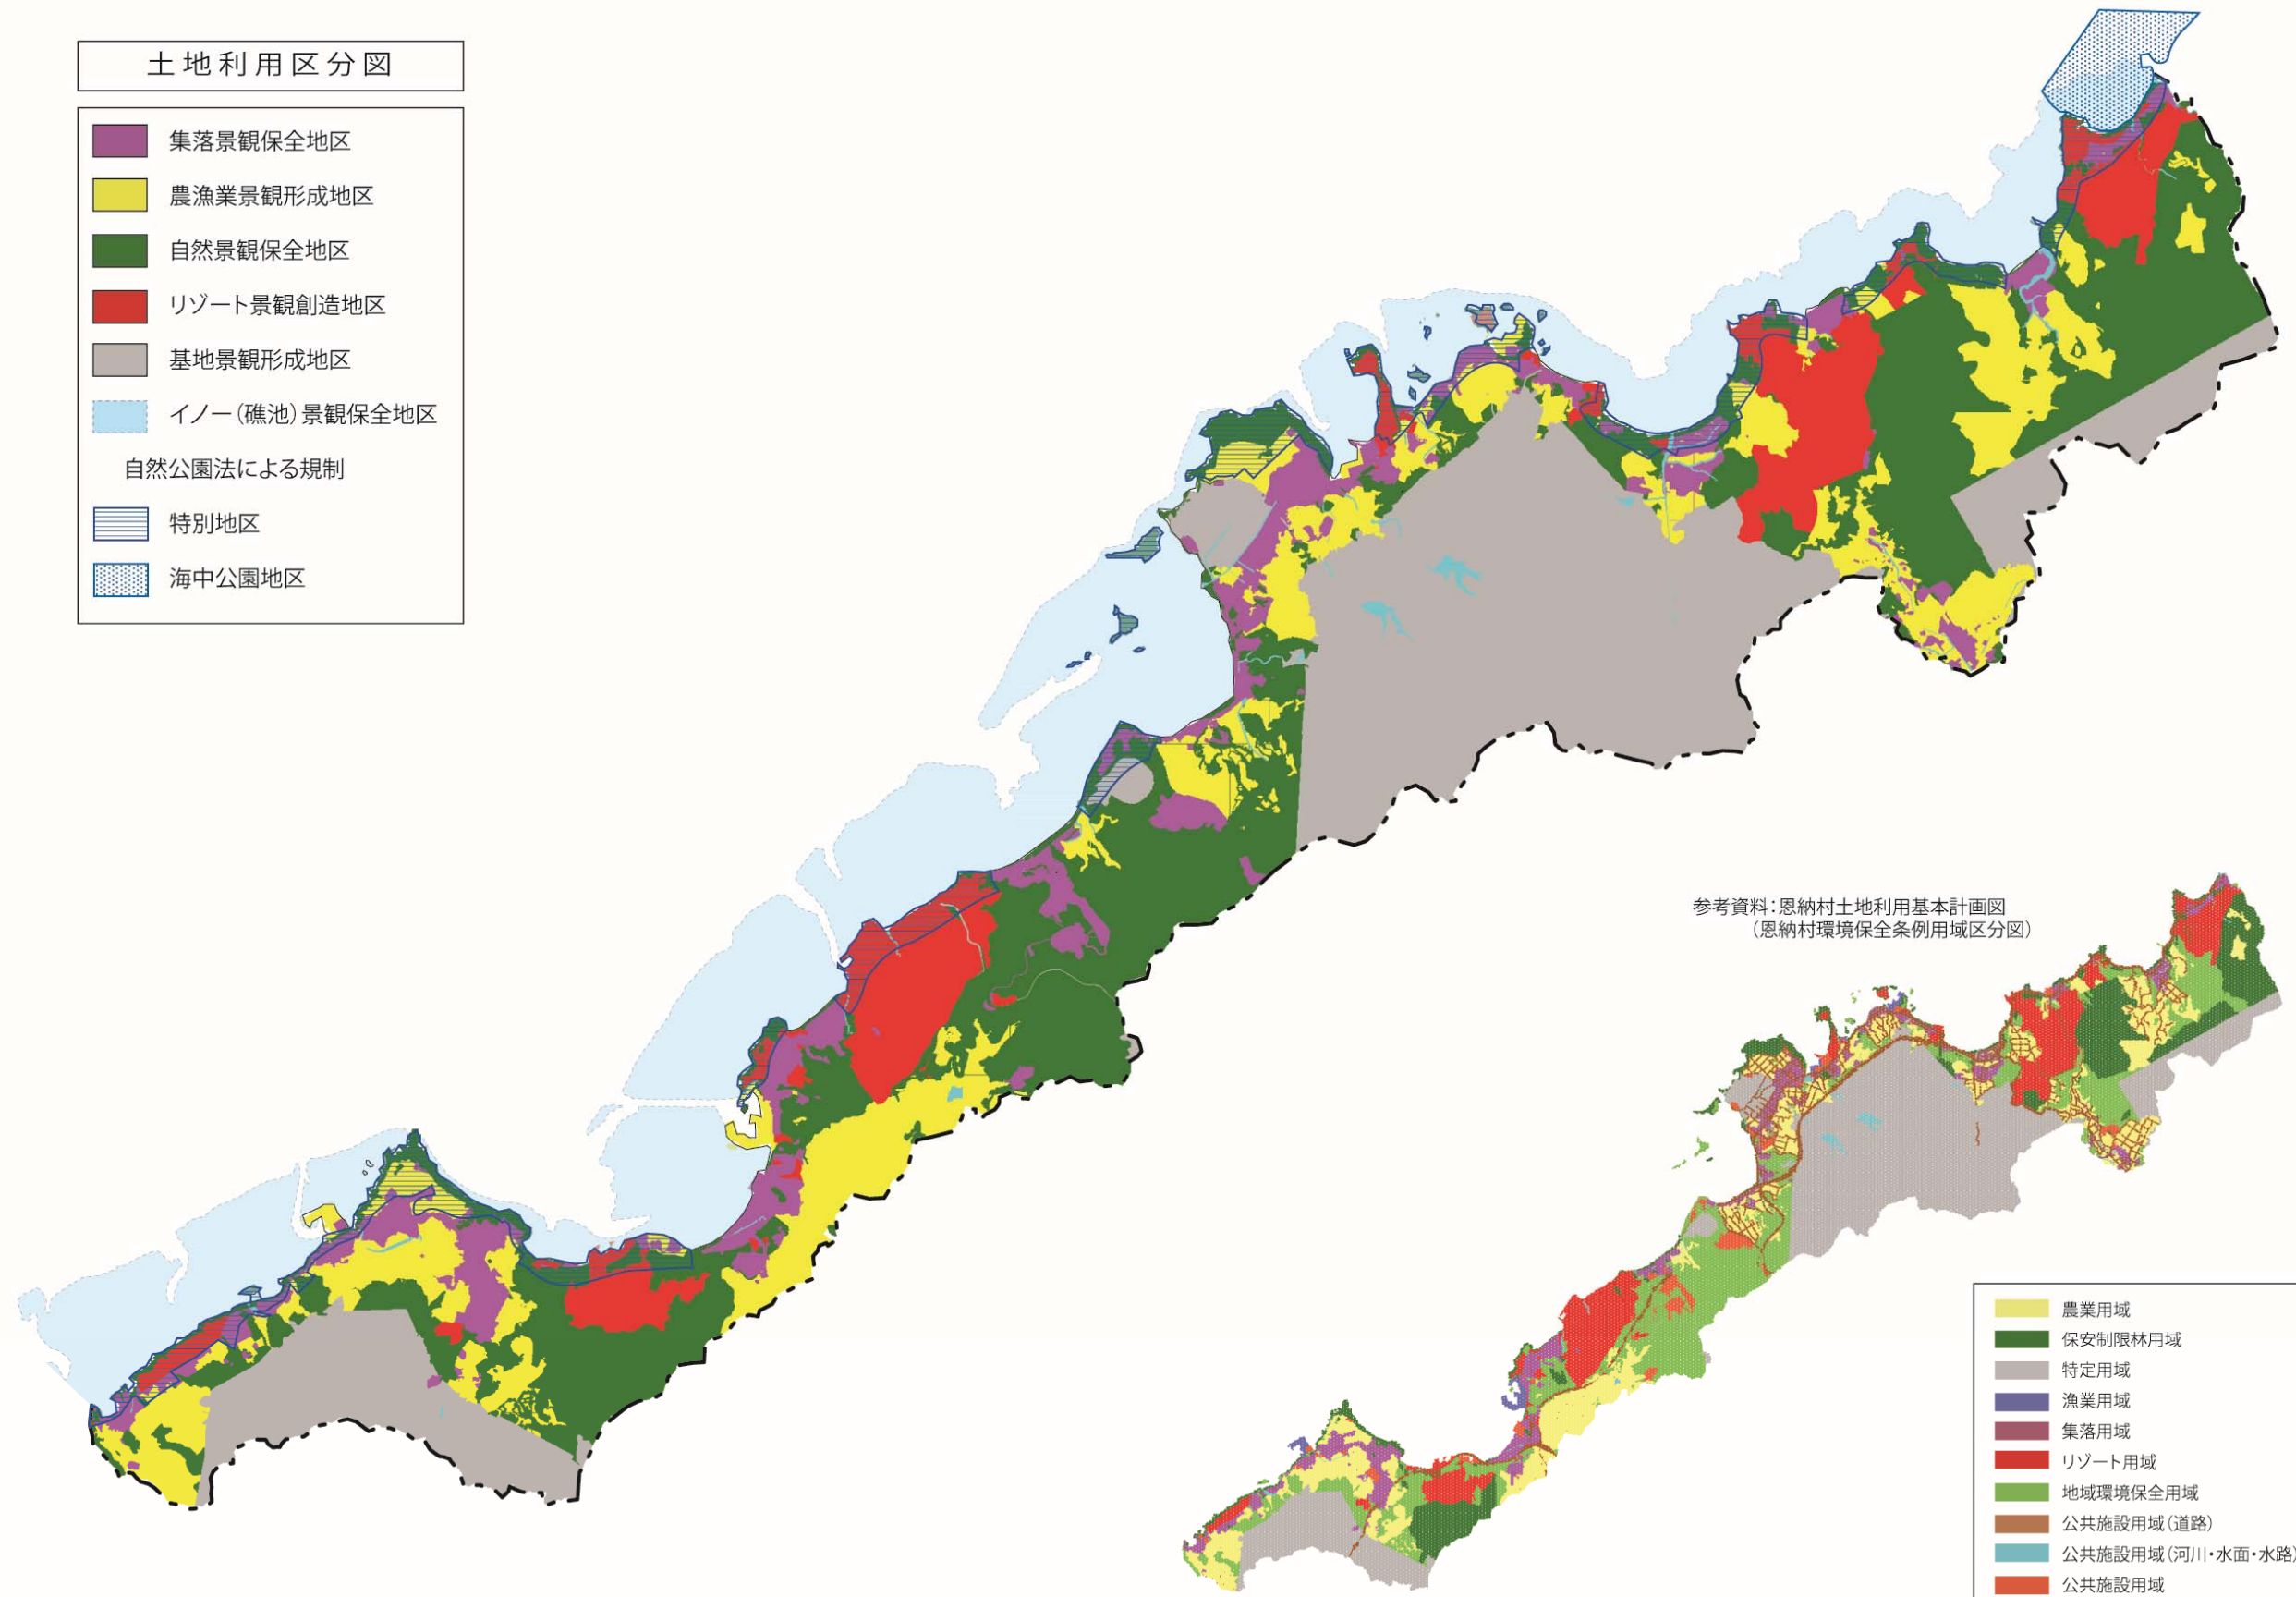 土地利用区分図
集落景観保全地区
農漁業景観形成地区
自然景観保全地区
リゾート景観創造地区
基地景観形成地区
イノー（礁池）景観保全地区
自然公園法による規制
特別地区
海中公園地区
参考資料：恩納村土地利用基本計画図
（恩納村環境保全条例用域区分図）
農業用域
保安制限林用域
特定用域
漁業用域
集落用域
リゾート用域
地域環境保全用域
公共施設用域（道路）
公共施設用域（河川・水面・水路）
公共施設用域